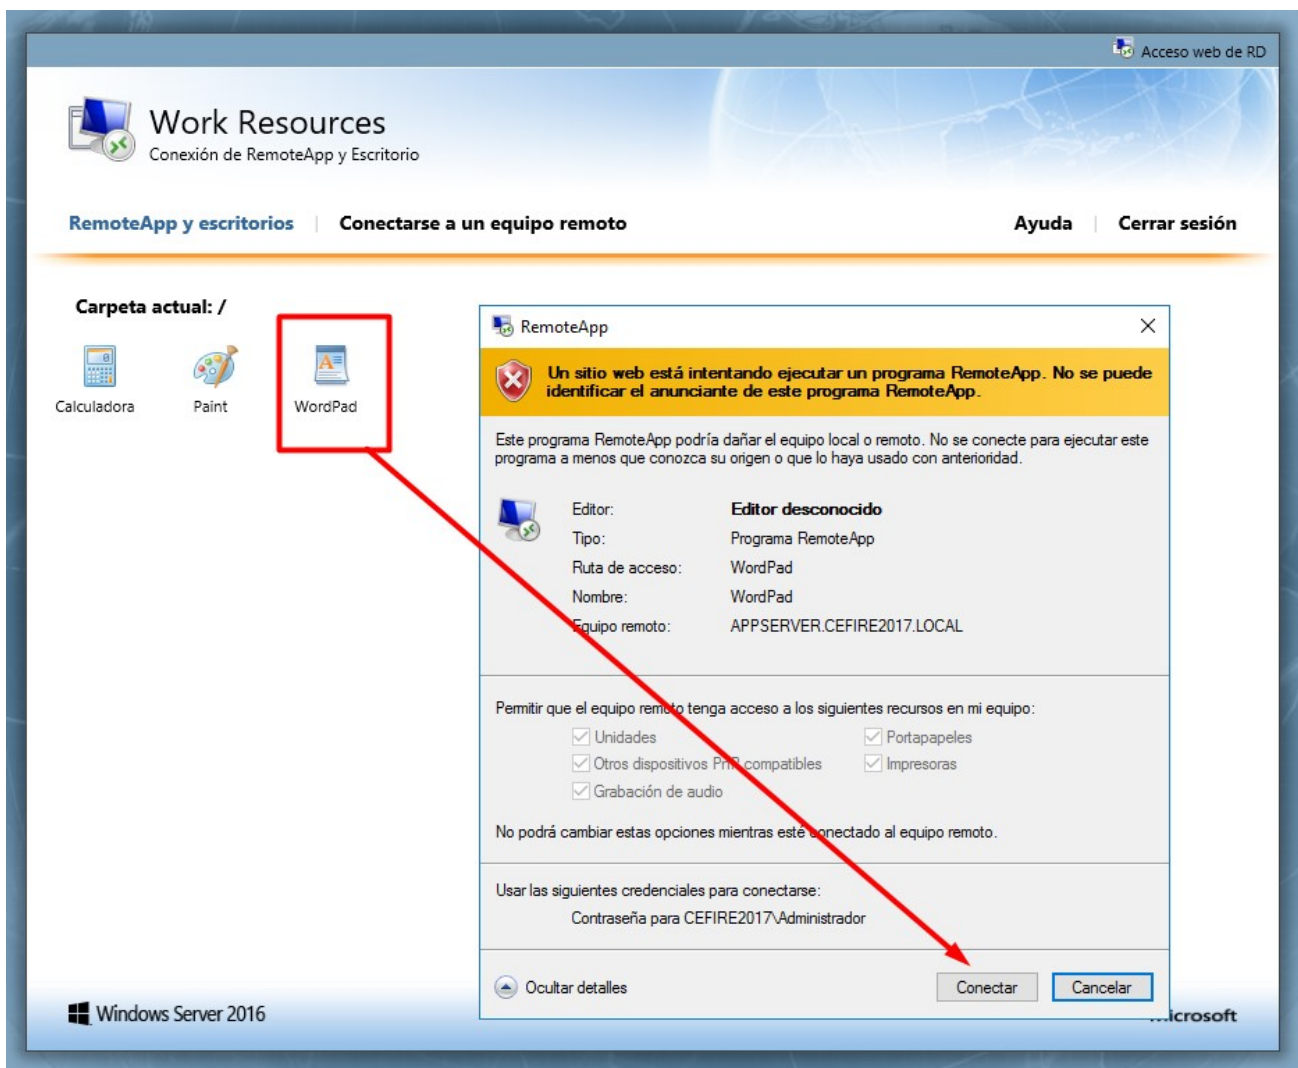 Acceso web de RD
Work Resources
Conexión de RemoteApp y Escritorio
RemoteApp y escritorios | Conectarse a un equipo remoto
Ayuda | Cerrar sesión
Carpeta actual: /
Calculadora Paint WordPad
RemoteApp
Un sitio web está intentando ejecutar un programa RemoteApp. No se puede
identificar el anunciante de este programa RemoteApp.
Este programa RemoteApp podría dañar el equipo local o remoto. No se conecte para ejecutar este
programa a menos que conozca su origen o que lo haya usado con anterioridad.
Editor: Editor desconocido
Tipo: Programa RemoteApp
Ruta de acceso: WordPad
Nombre: WordPad
Equipo remoto: APPSERVER.CEFIRE2017.LOCAL
Permitir que el equipo remoto tenga acceso a los siguientes recursos en mi equipo:
Unidades Portapapeles
Otros dispositivos PnP compatibles Impresoras
Grabación de audio
No podrá cambiar estas opciones mientras esté conectado al equipo remoto.
Usar las siguientes credenciales para conectarse:
Contraseña para CEFIRE2017\Administrador
Ocultar detalles Conectar Cancelar
Windows Server 2016